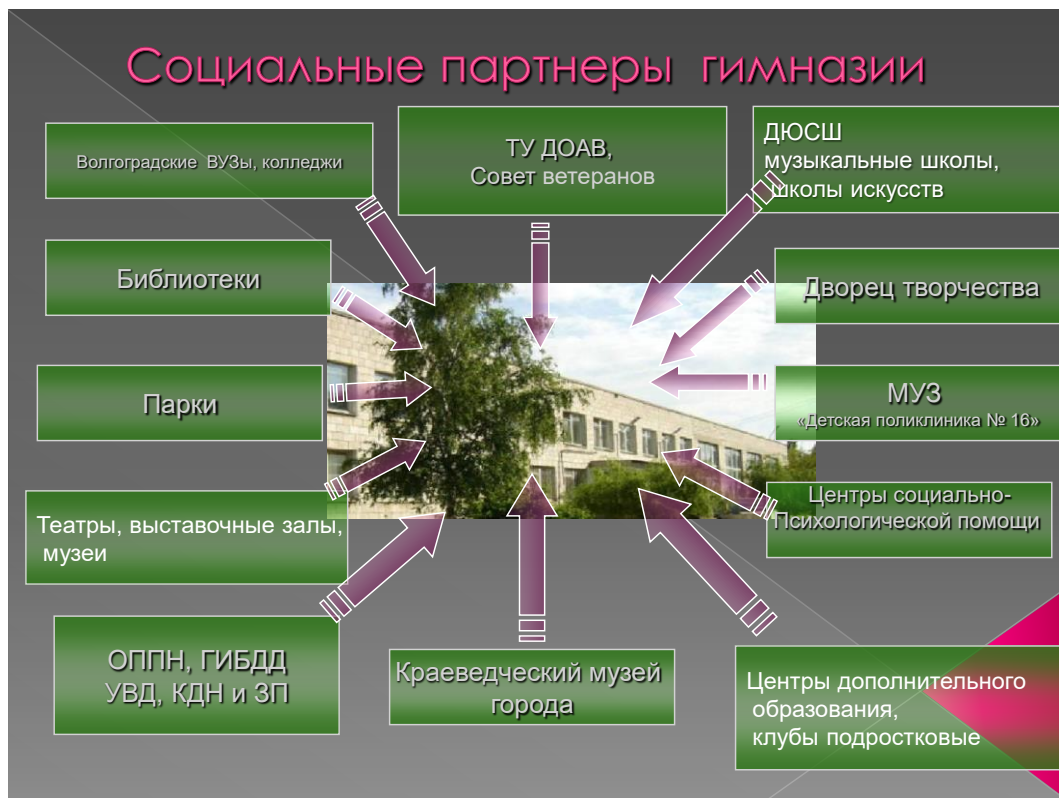 Социальные партнеры гимназии
Волгоградские ВУЗы, колледжи
ТУ ДОАВ,
Совет ветеранов
ДЮСШ
музыкальные школы,
школы искусств
Библиотеки
Дворец творчества
Парки
МУЗ
«Детская поликлиника № 16»
Театры, выставочные залы,
музеи
Центры социально-
Психологической помощи
ОППН, ГИБДД
УВД, КДН и ЗП
Краеведческий музей
города
Центры дополнительного
образования,
клубы подростковые